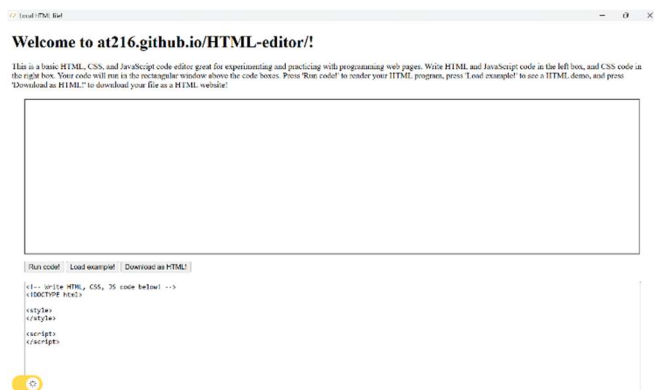 Local HTML file!
Welcome to at216.github.io/HTML-editor/!
This is a basic HTML, CSS, and JavaScript code editor great for experimenting and practicing with programming web pages. Write HTML and JavaScript code in the left box, and CSS code in
the right box. Your code will run in the rectangular window above the code boxes. Press 'Run code!' to render your HTML program, press 'Load example!' to see a HTML demo, and press
'Download as HTML!' to download your file as a HTML website!
Run code! Load example! Download as HTML!
<!-- Write HTML, CSS, JS code below! -->
<!DOCTYPE html>
<style>
</style>
<script>
</script>